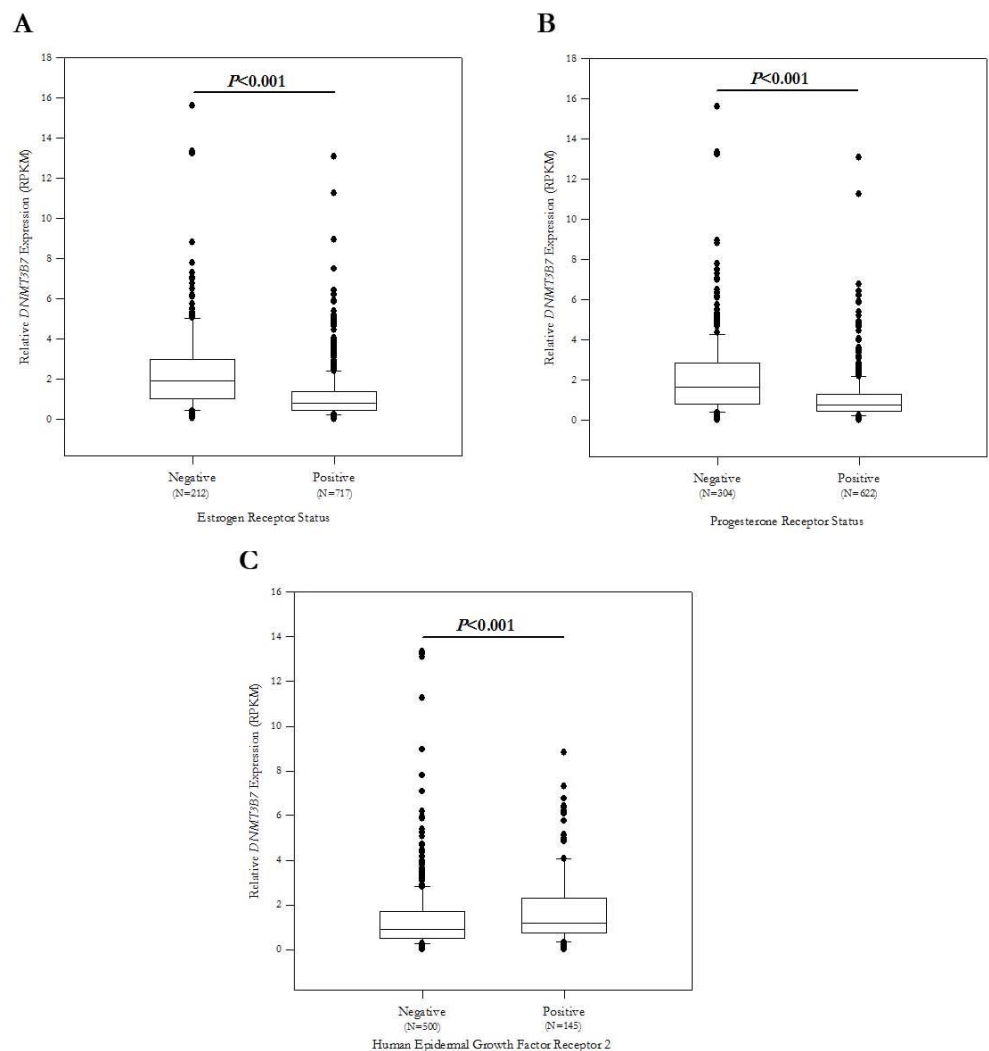 A
18
16
14
12
10
8
6
4
2
0
Relative DNMT3B7 Expression (RPKM)
P<0.001
Negative
(N=212)
Positive
(N=717)
Estrogen Receptor Status
B
18
16
14
12
10
8
6
4
2
0
Relative DNMT3B7 Expression (RPKM)
P<0.001
Negative
(N=304)
Positive
(N=622)
Progesterone Receptor Status
C
16
14
12
10
8
6
4
2
0
Relative DNMT3B7 Expression (RPKM)
P<0.001
Negative
(N=500)
Positive
(N=145)
Human Epidermal Growth Factor Receptor 2